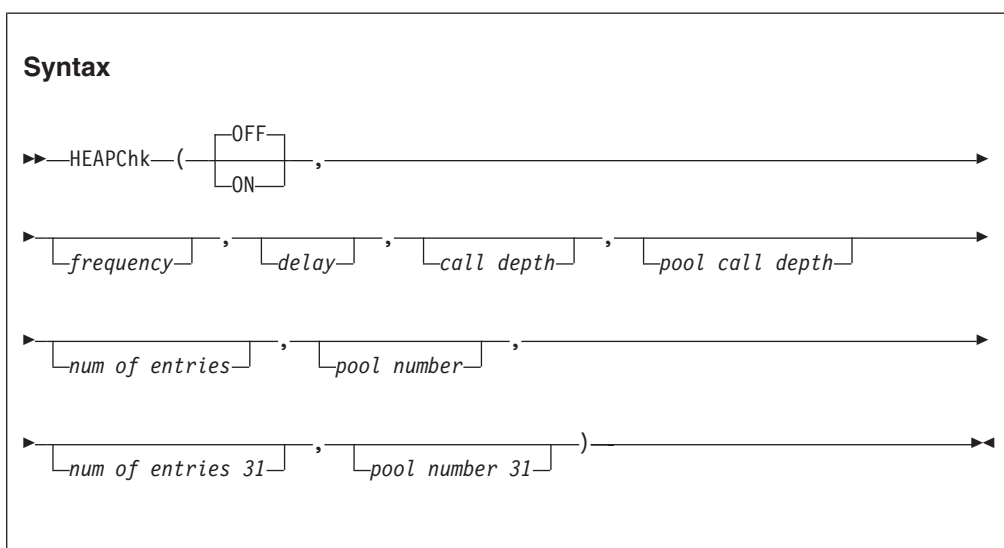 Syntax
OFF
HEAPChk ( ,
ON
, , ,
frequency delay call depth pool call depth
, ,
num of entries pool number
, )
num of entries 31 pool number 31